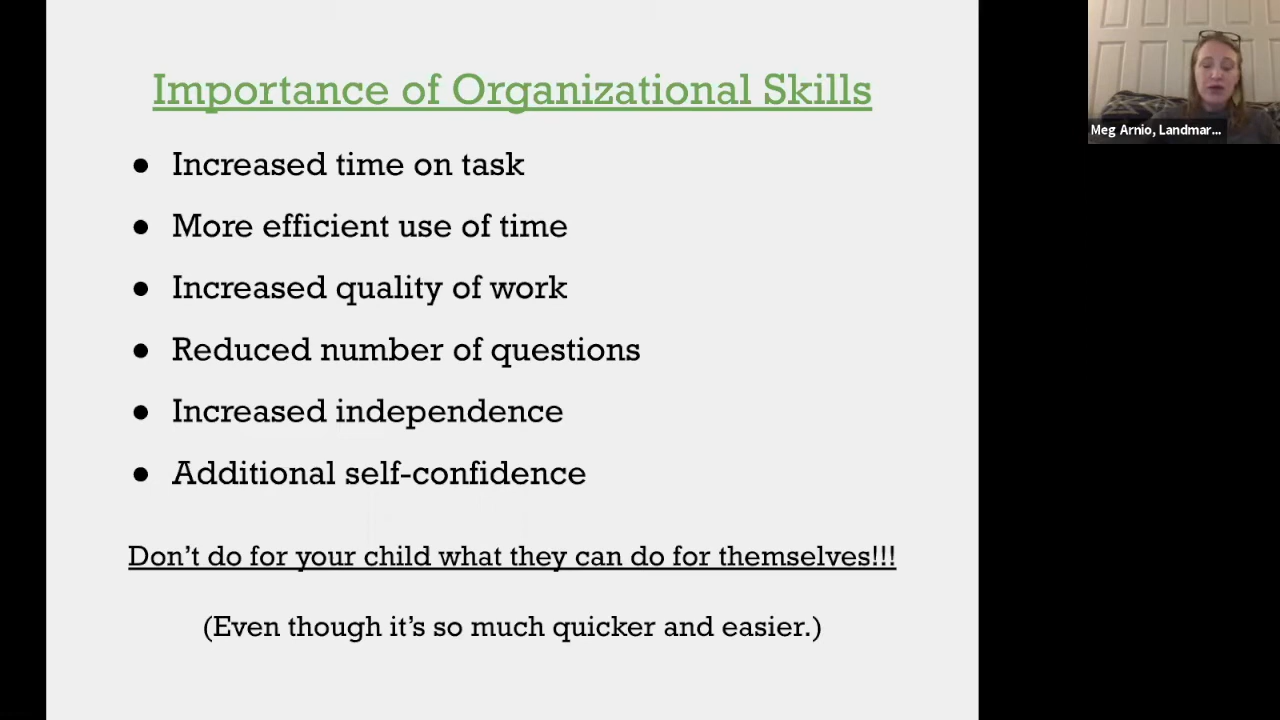 Importance of Organizational Skills
● Increased time on task
● More efficient use of time
● Increased quality of work
● Reduced number of questions
● Increased independence
● Additional self-confidence
Don't do for your child what they can do for themselves!!!
(Even though it's so much quicker and easier.)
Meg Arnio, Landmar...